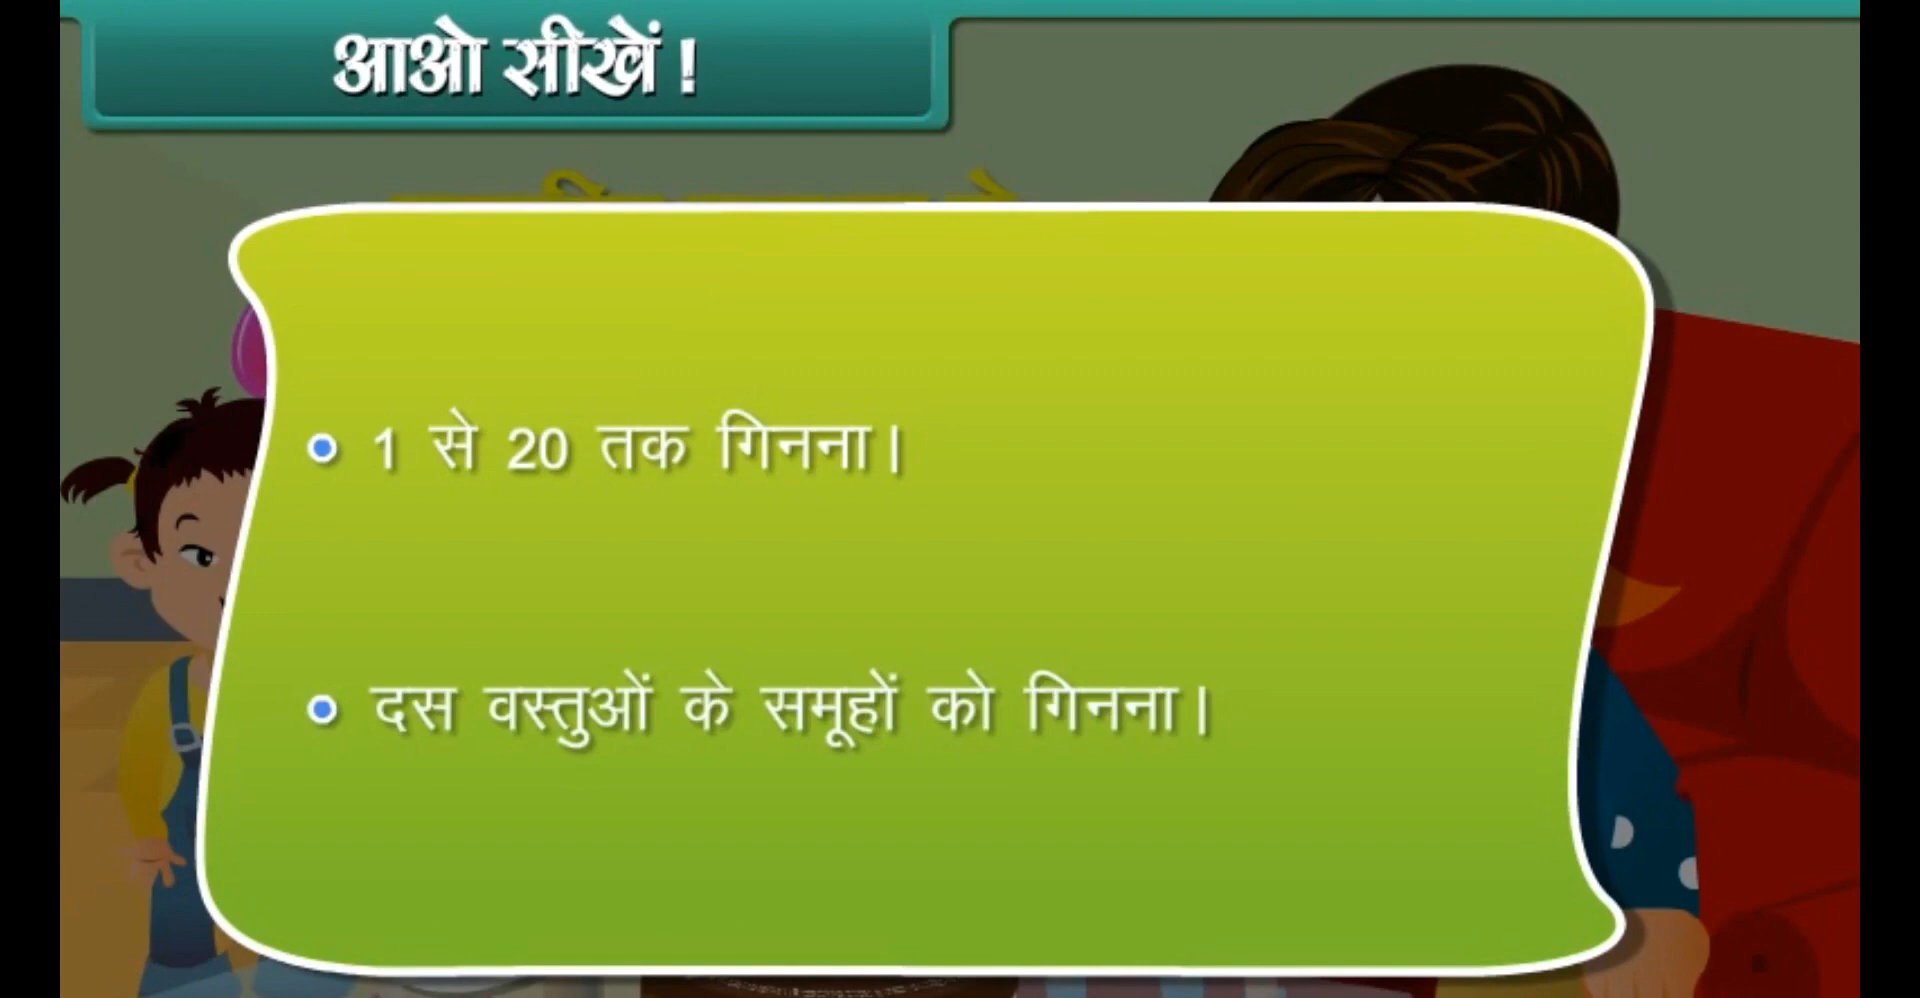 आओ सीखें !
• 1 से 20 तक गिनना।
• दस वस्तुओं के समूहों को गिनना।